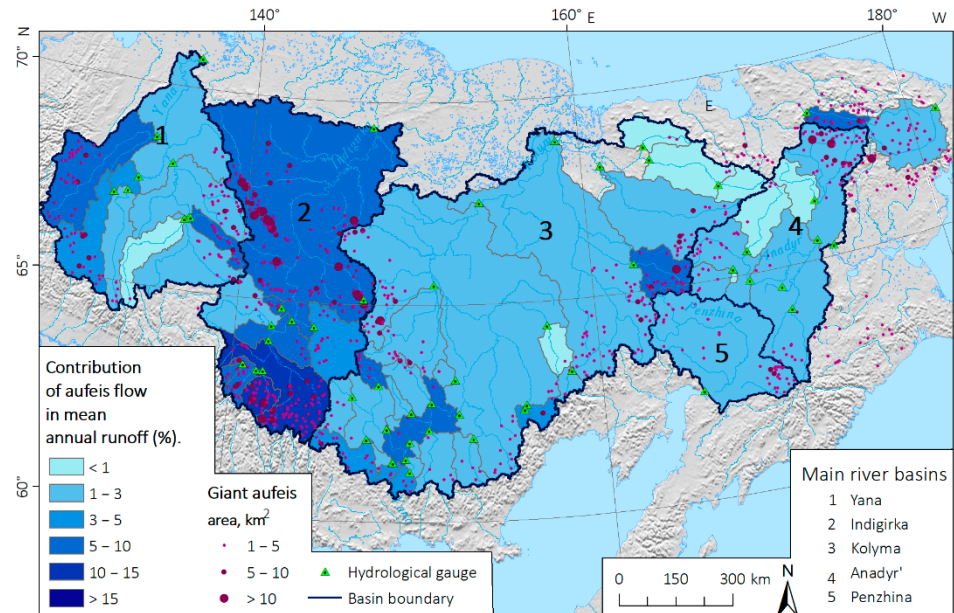 140°
160° E
180°
W
N
70°
65°
60°
E
Yana
1
2
3
4
5
Anadyr'
Penzhina
Contribution
of aufeis flow
in mean
annual runoff (%).
< 1
1 – 3
3 – 5
5 – 10
10 – 15
> 15
Giant aufeis
area, km²
1 – 5
5 – 10
> 10
Hydrological gauge
Basin boundary
0 150 300 km
N
Main river basins
1 Yana
2 Indigirka
3 Kolyma
4 Anadyr'
5 Penzhina